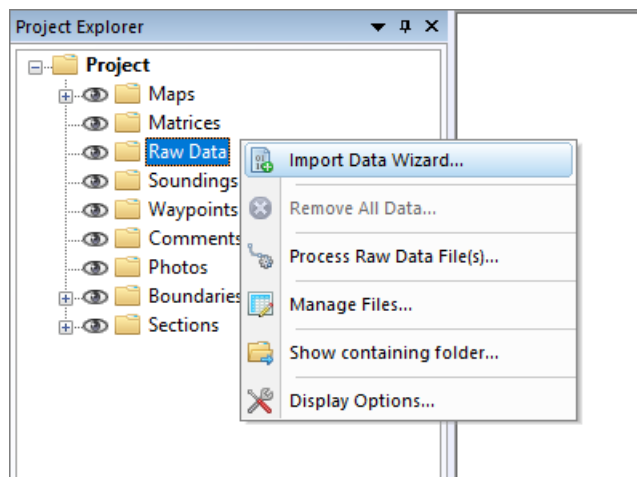 Project Explorer
Project
Maps
Matrices
Raw Data
Soundings
Waypoints
Comments
Photos
Boundaries
Sections
Import Data Wizard...
Remove All Data...
Process Raw Data File(s)...
Manage Files...
Show containing folder...
Display Options...